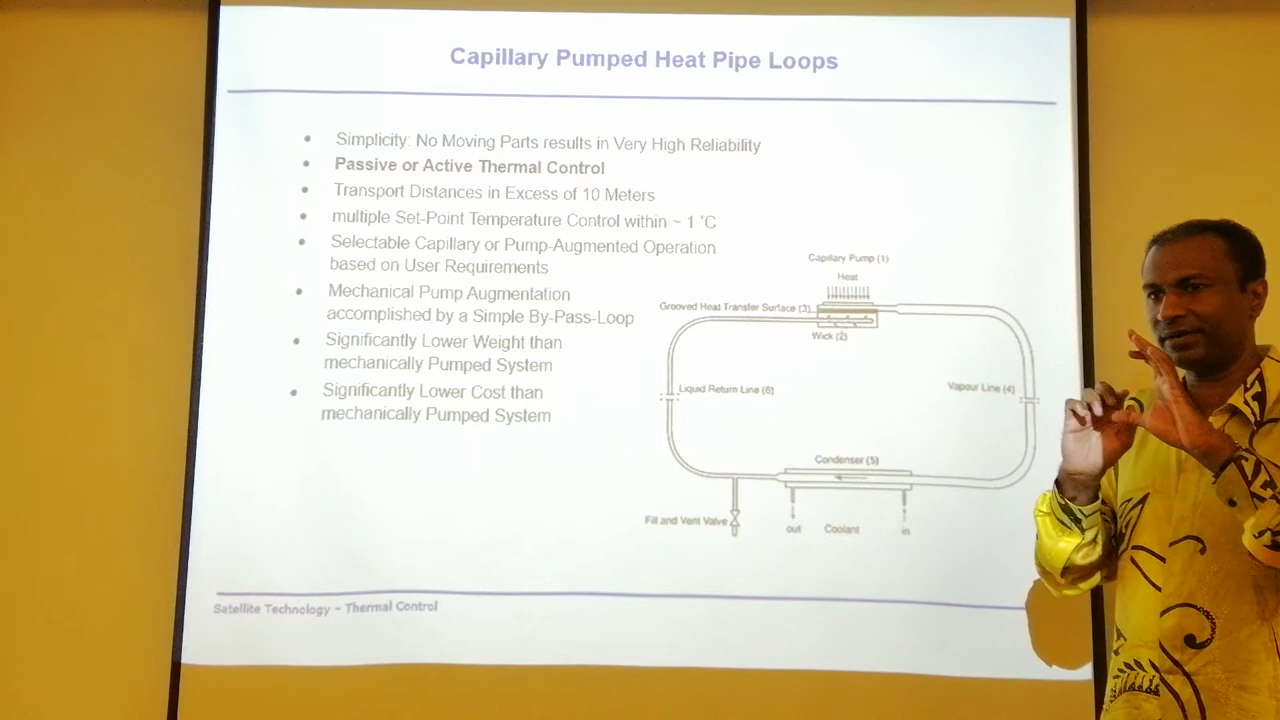 Capillary Pumped Heat Pipe Loops
• Simplicity: No Moving Parts results in Very High Reliability
• Passive or Active Thermal Control
• Transport Distances in Excess of 10 Meters
• multiple Set-Point Temperature Control within ~ 1 °C
• Selectable Capillary or Pump-Augmented Operation
based on User Requirements
• Mechanical Pump Augmentation
accomplished by a Simple By-Pass-Loop
• Significantly Lower Weight than
mechanically Pumped System
• Significantly Lower Cost than
mechanically Pumped System
Capillary Pump (1)
Heat
Grooved Heat Transfer Surface (3)
Wick (2)
Liquid Return Line (6)
Vapour Line (4)
Condenser (5)
Fill and Vent Valve
out
Coolant
in
Satellite Technology – Thermal Control